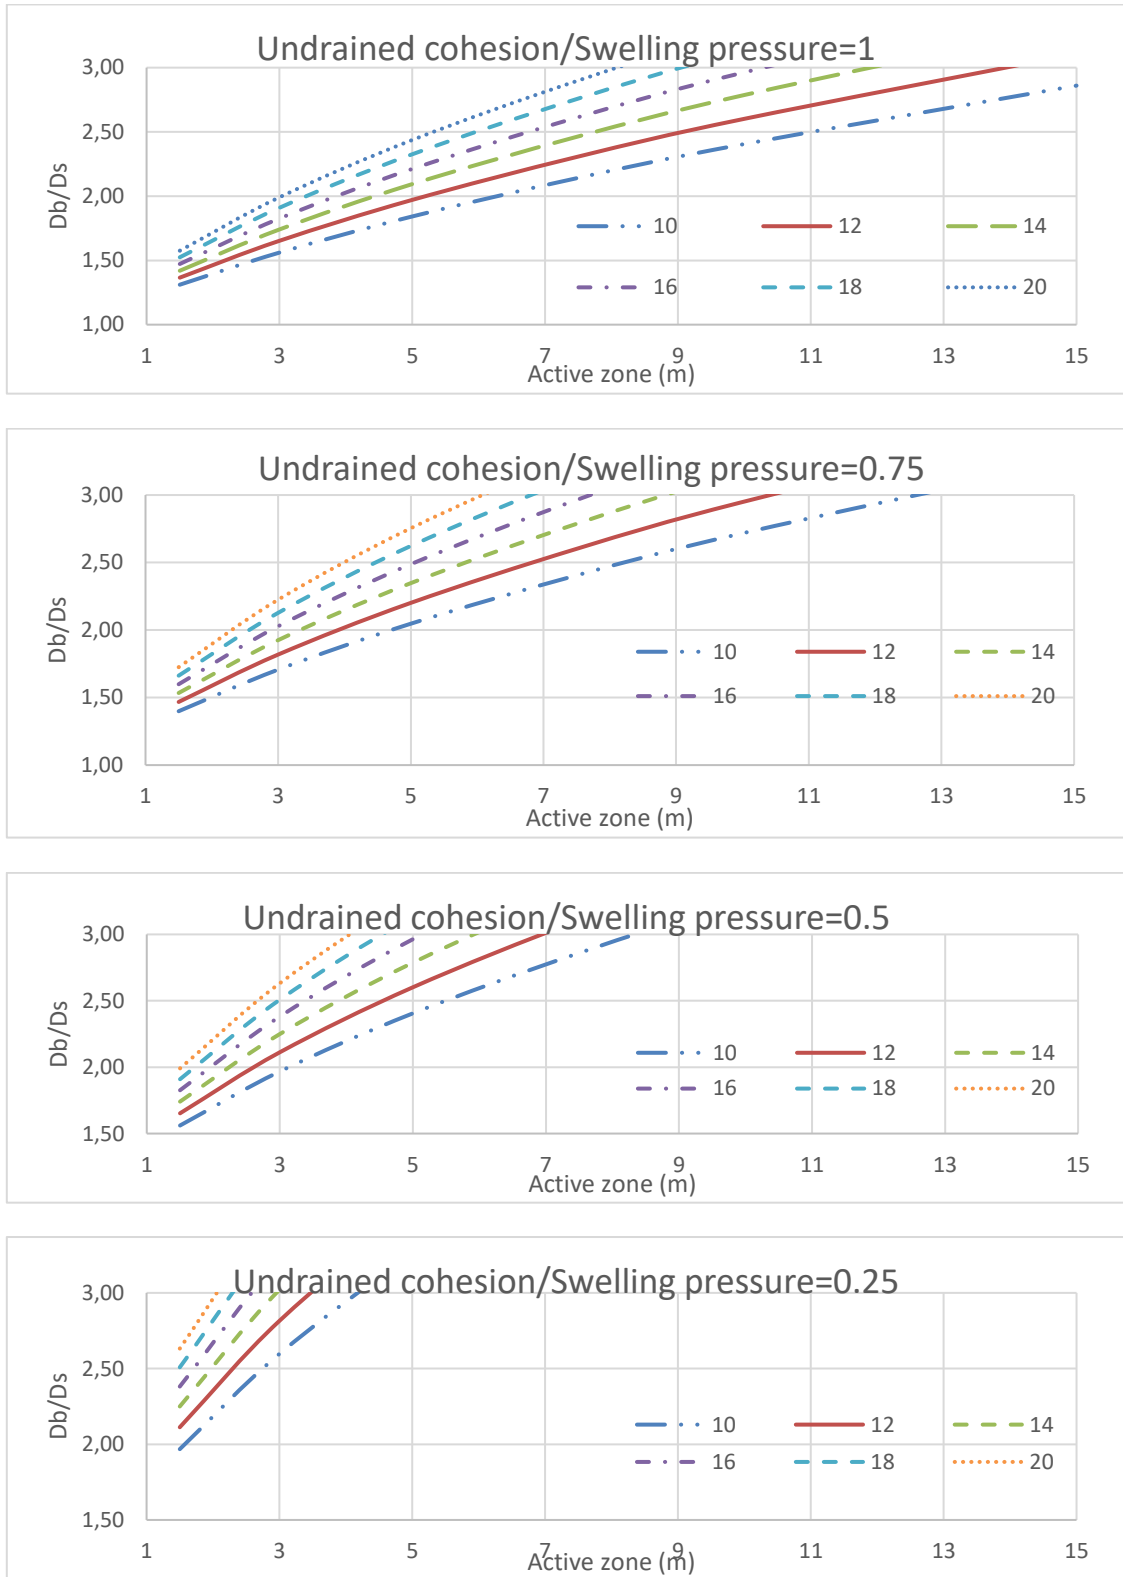 Undrained cohesion/Swelling pressure=1
3,00
2,50
2,00
1,50
1,00
Db/Ds
10 12 14
16 18 20
1 3 5 7 9 11 13 15
Active zone (m)
Undrained cohesion/Swelling pressure=0.75
3,00
2,50
2,00
1,50
1,00
Db/Ds
10 12 14
16 18 20
1 3 5 7 9 11 13 15
Active zone (m)
Undrained cohesion/Swelling pressure=0.5
3,00
2,50
2,00
1,50
Db/Ds
10 12 14
16 18 20
1 3 5 7 9 11 13 15
Active zone (m)
Undrained cohesion/Swelling pressure=0.25
3,00
2,50
2,00
1,50
Db/Ds
10 12 14
16 18 20
1 3 5 7 9 11 13 15
Active zone (m)